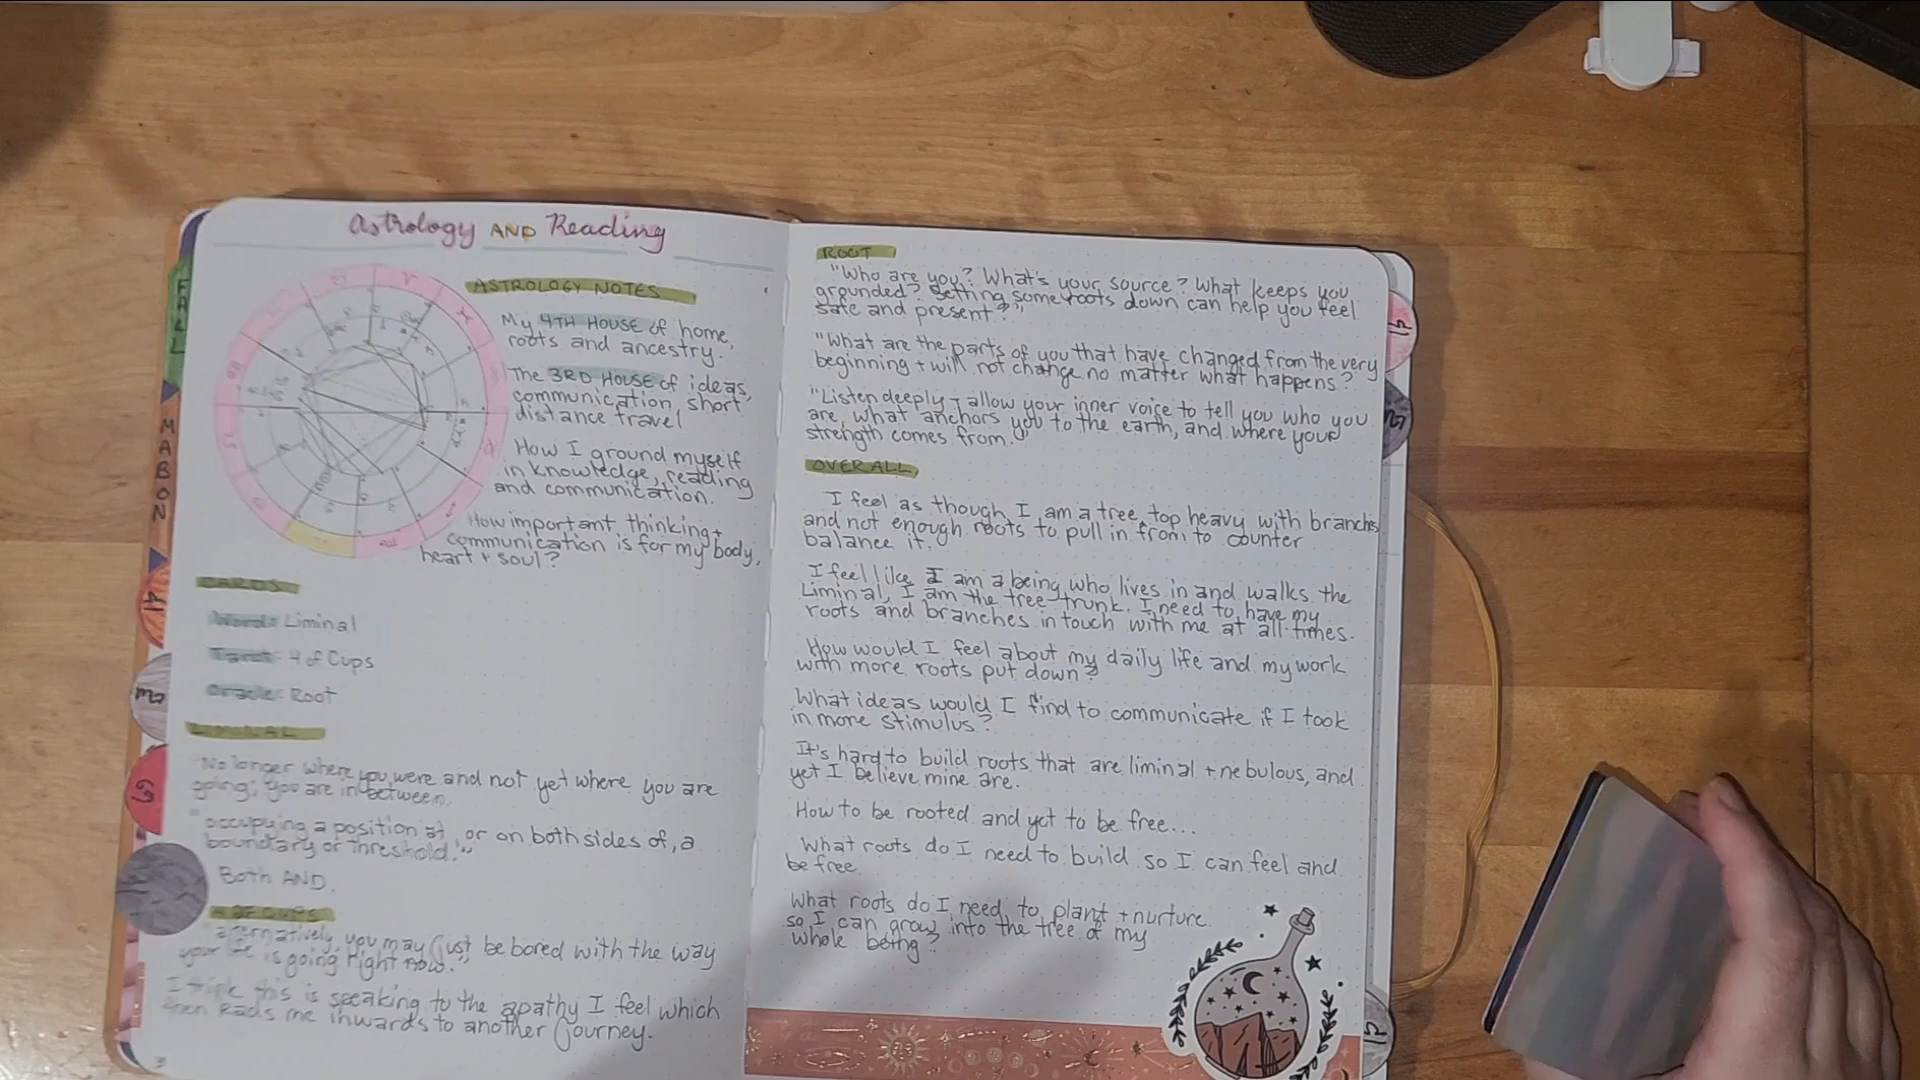 Astrology AND Reading
ASTROLOGY NOTES
My 4TH HOUSE of home,
roots and ancestry.
The 3RD HOUSE of ideas,
communication, short
distance travel
How I ground myself
in knowledge, reading
and communication.
How important thinking +
communication is for my body,
heart + soul?
CARDS
Word: Liminal
Tarot: 4 of Cups
Oracle: Root
LIMINAL
"No longer where you were and not yet where you are
going", you are in between.
"occupying a position at, or on both sides of, a
boundary or threshold."
Both AND.
4 OF CUPS
"alternatively, you may just be bored with the way
your life is going right now."
I think this is speaking to the apathy I feel which
then leads me inwards to another journey.
3
ROOT
"Who are you? What's your source? What keeps you
grounded? Setting some roots down can help you feel
safe and present?"
"What are the parts of you that have changed from the very
beginning + will not change no matter what happens?
"Listen deeply - allow your inner voice to tell you who you
are, what anchors you to the earth, and where your
strength comes from."
OVERALL
I feel as though I am a tree, top heavy with branches
and not enough roots to pull in from, to counter
balance it.
I feel like I am a being who lives in and walks the
Liminal, I am the tree trunk. I need to have my
roots and branches in touch with me at all times.
How would I feel about my daily life and my work
with more roots put down?
What ideas would I find to communicate if I took
in more stimulus?
It's hard to build roots that are liminal + nebulous, and
yet I believe mine are.
How to be rooted and yet to be free...
What roots do I need to build so I can feel and
be free
What roots do I need to plant + nurture
so I can grow into the tree of my
whole being?
FALL
MABON